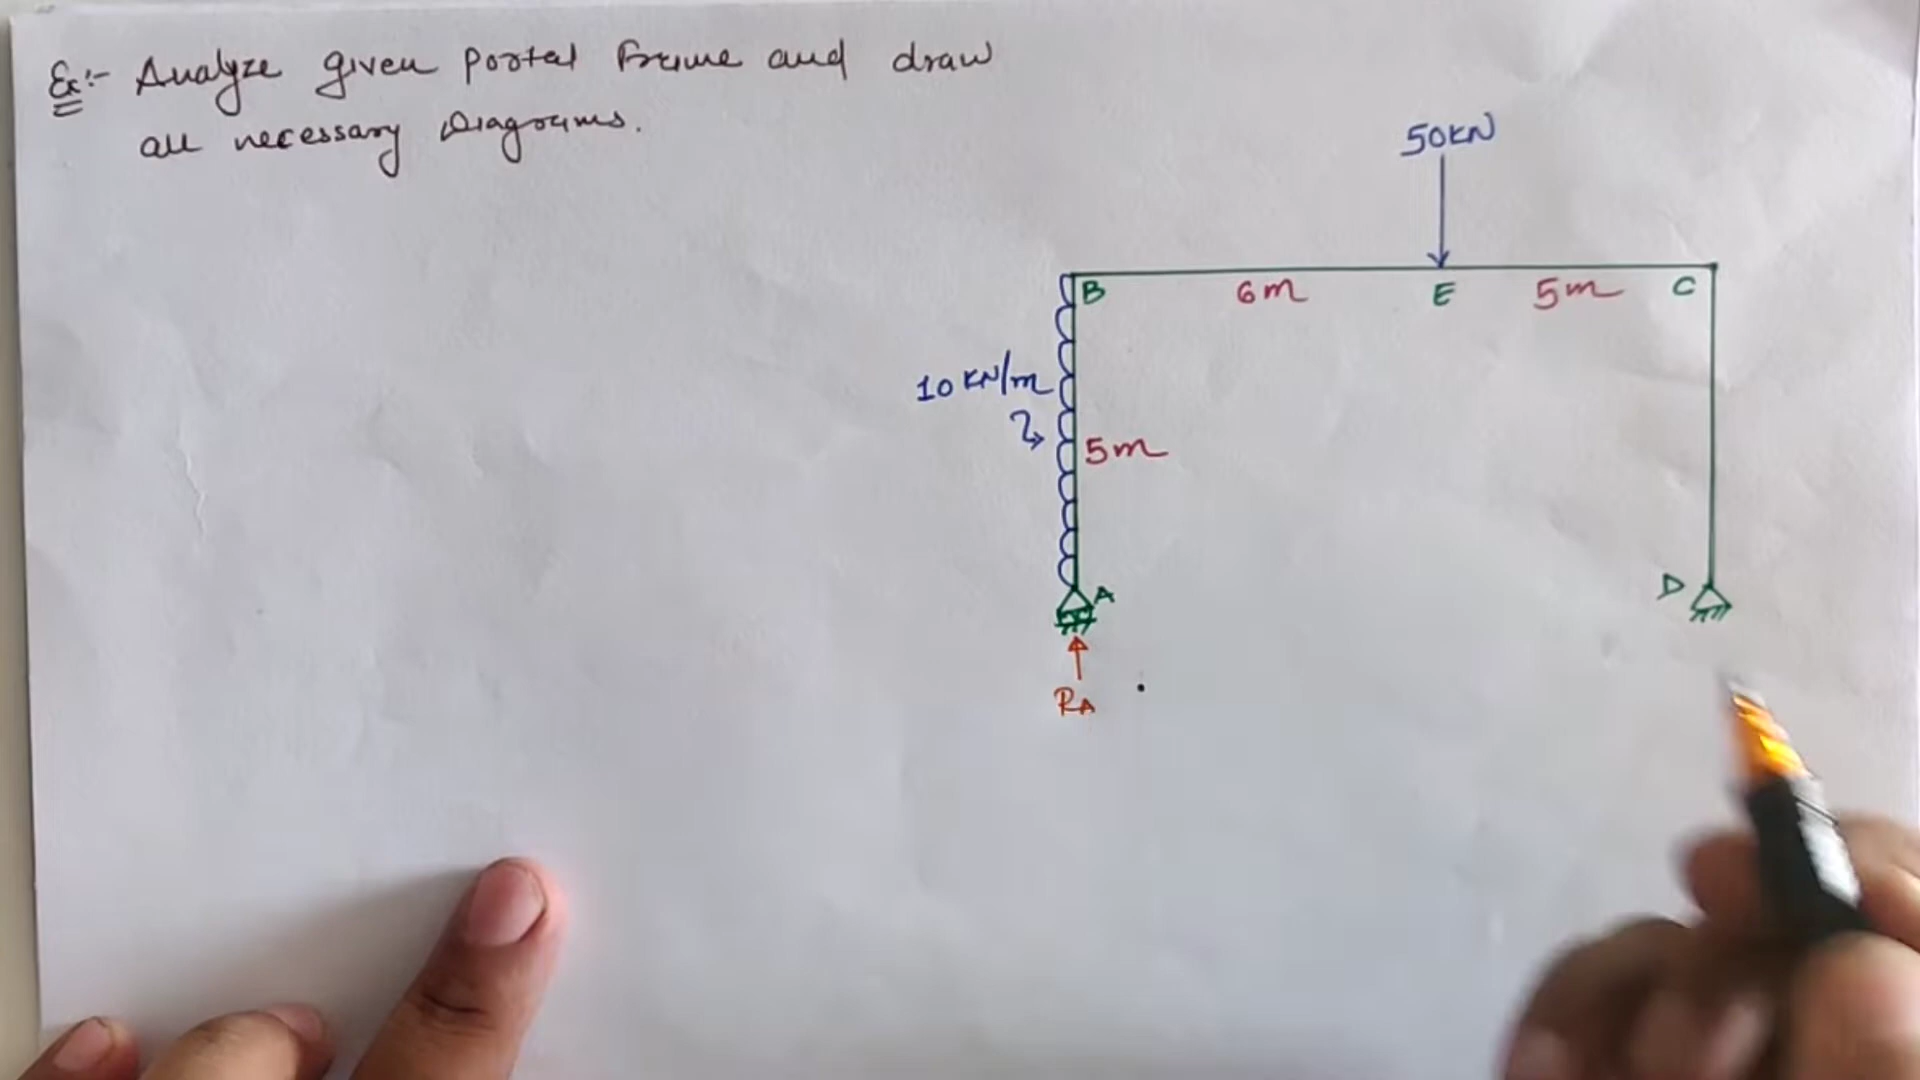 Ex:- Analyze given portal Frame and draw
all necessary Diagrams.
50KN
B 6m E 5m C
10 KN/m
5m
A
D
RA